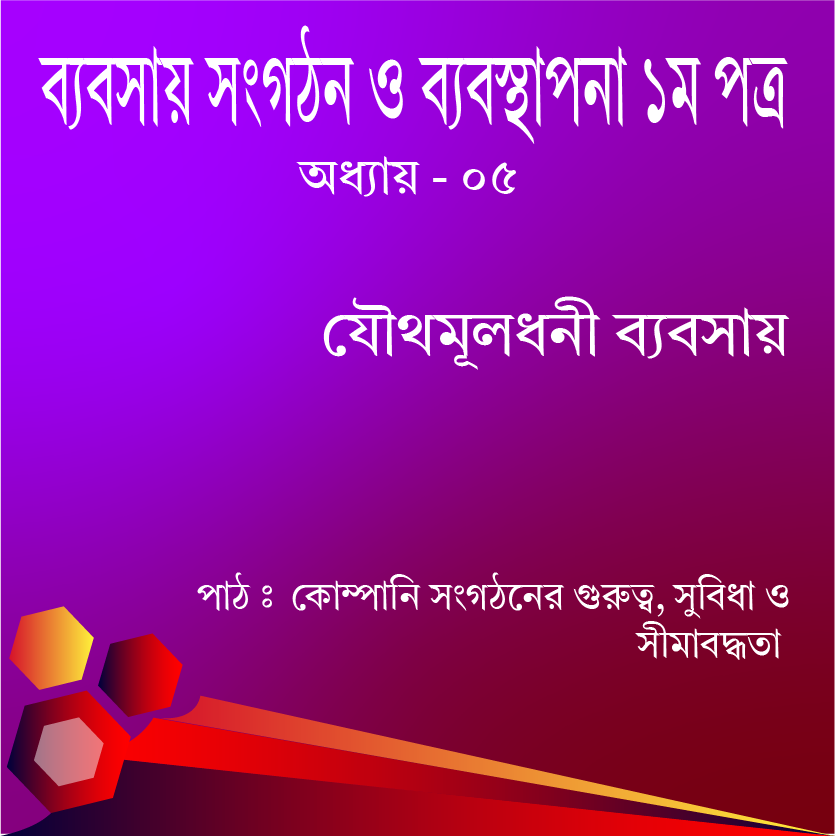 ব্যবসায় সংগঠন ও ব্যবস্থাপনা ১ম পত্র
অধ্যায় - ০৫
যৌথমূলধনী ব্যবসায়
পাঠ ঃ কোম্পানি সংগঠনের গুরুত্ব, সুবিধা ও
সীমাবদ্ধতা